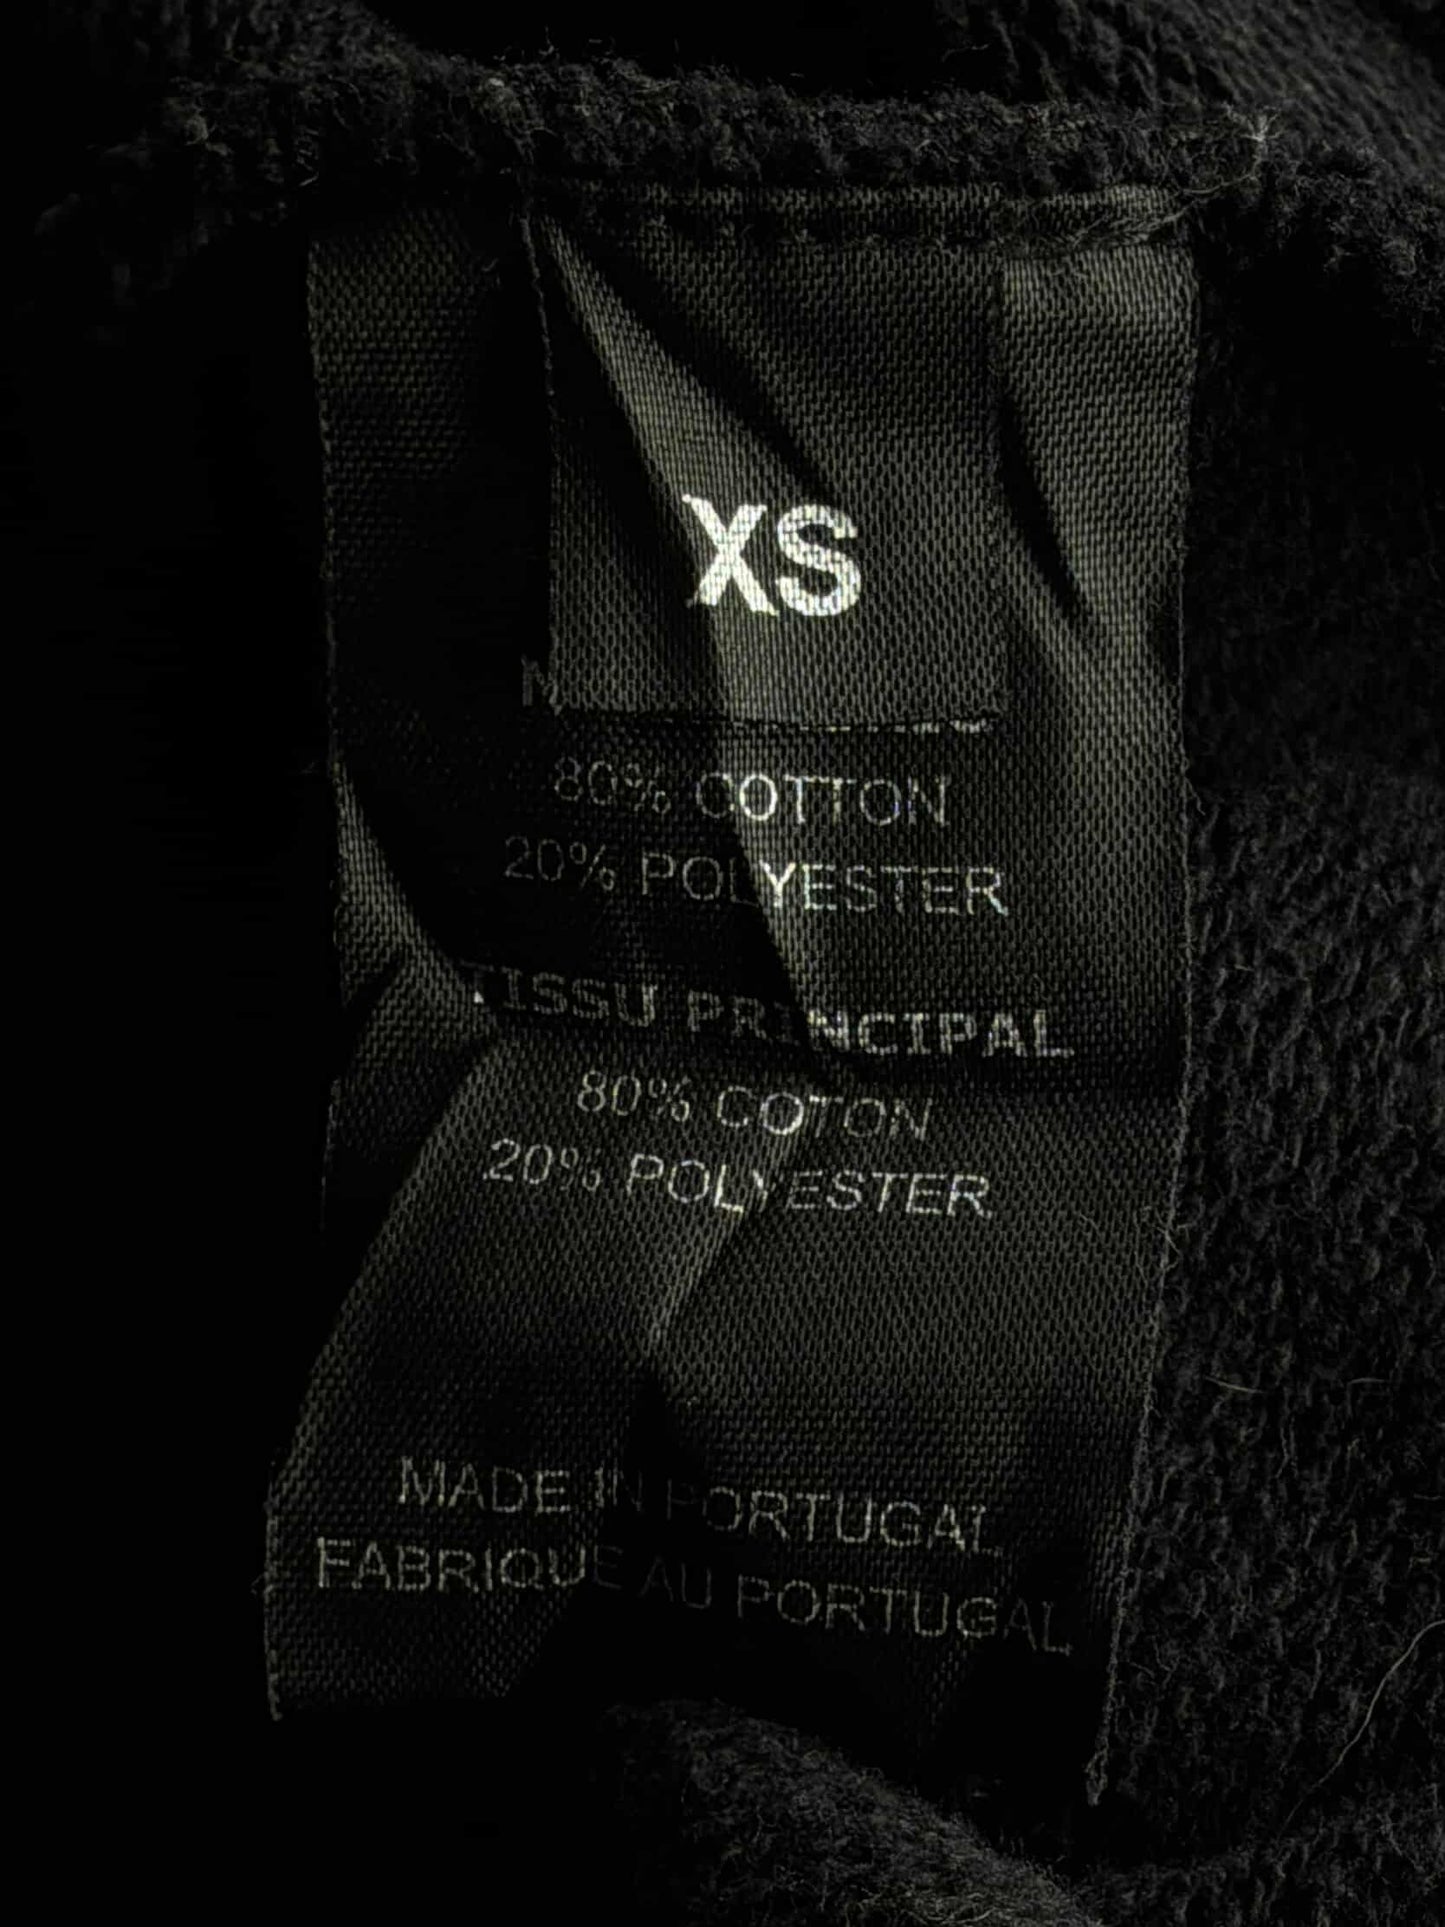 XS
80% COTTON
20% POLYESTER
TISSU PRINCIPAL
80% COTON
20% POLYESTER
MADE IN PORTUGAL
FABRIQUE AU PORTUGAL